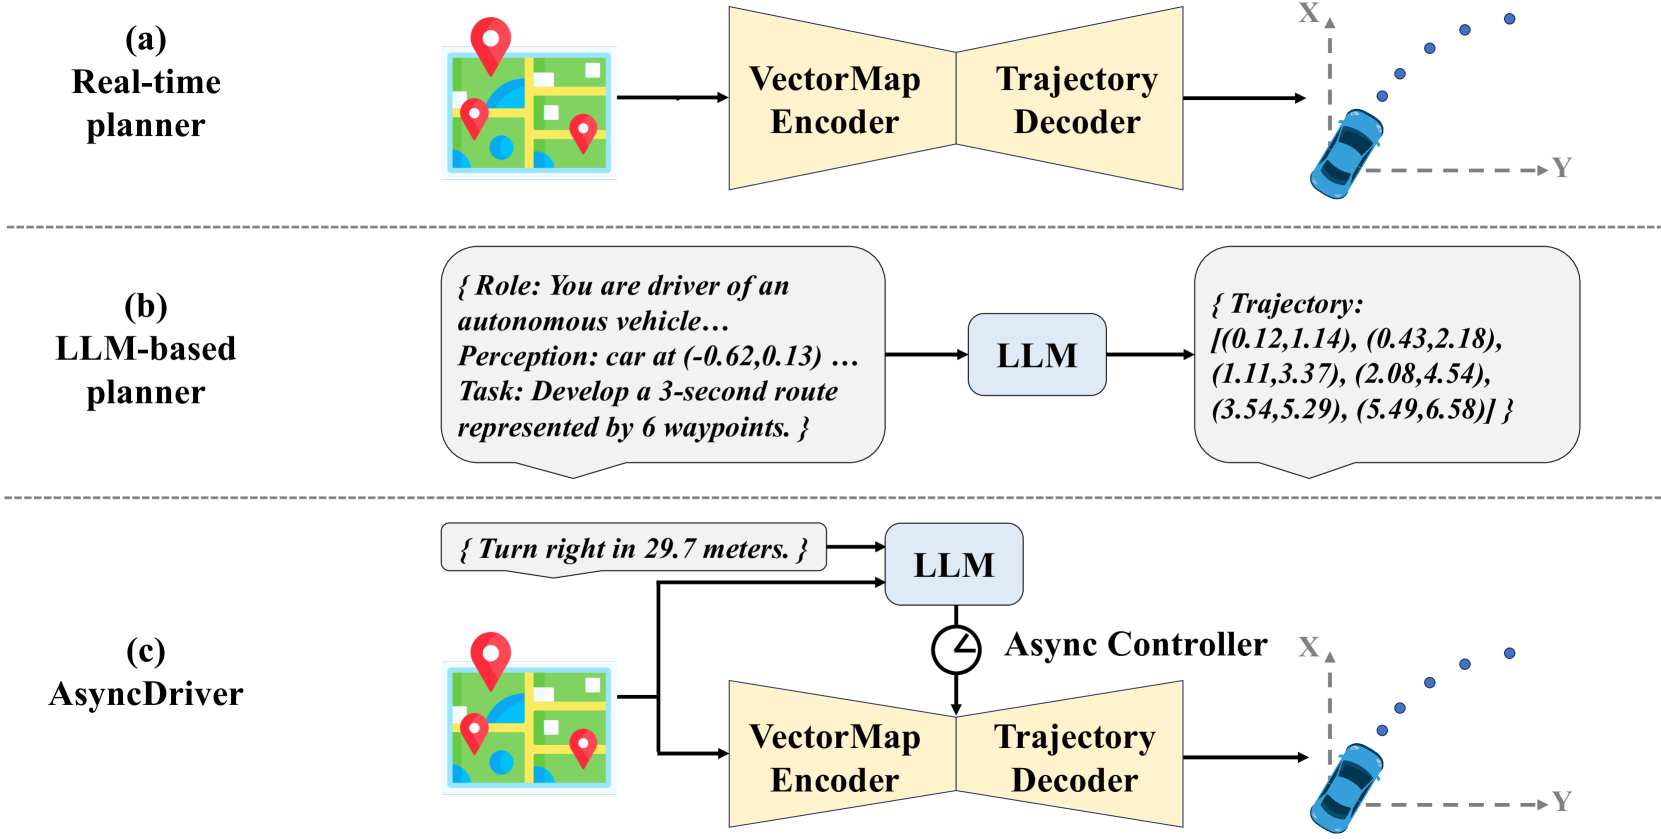 (a)
Real-time
planner
VectorMap
Encoder
Trajectory
Decoder
X
Y
(b)
LLM-based
planner
{ Role: You are driver of an
autonomous vehicle…
Perception: car at (-0.62,0.13) …
Task: Develop a 3-second route
represented by 6 waypoints. }
LLM
{ Trajectory:
[(0.12,1.14), (0.43,2.18),
(1.11,3.37), (2.08,4.54),
(3.54,5.29), (5.49,6.58)] }
(c)
AsyncDriver
{ Turn right in 29.7 meters. }
LLM
Async Controller
VectorMap
Encoder
Trajectory
Decoder
X
Y